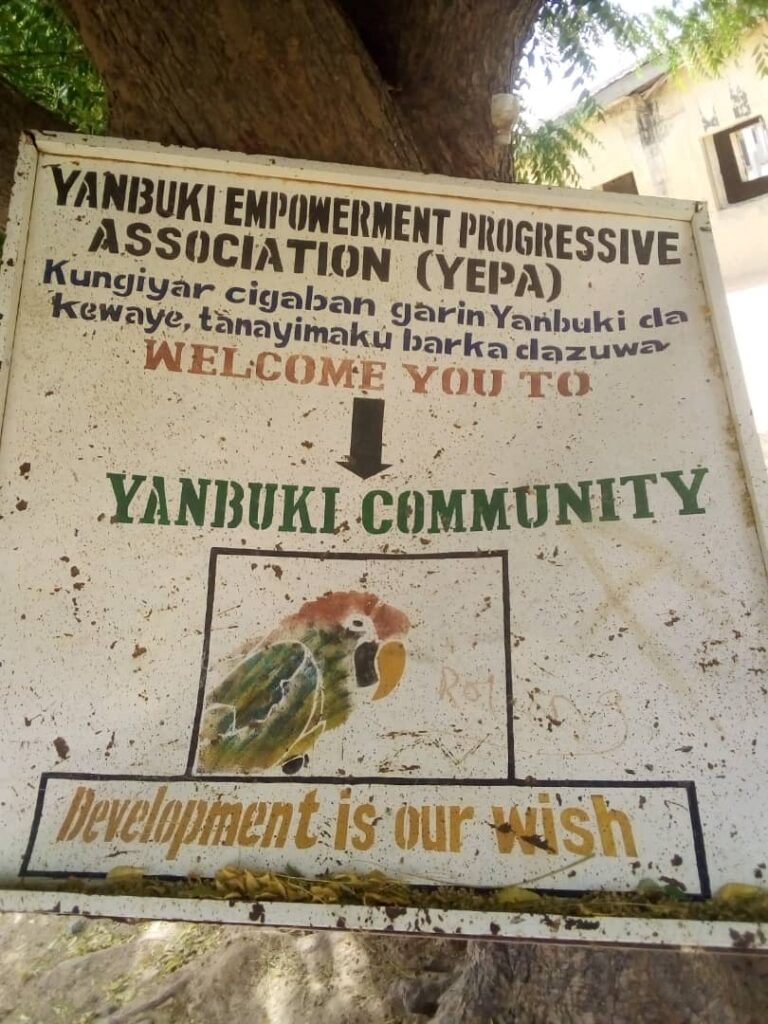 YANBUKI EMPOWERMENT PROGRESSIVE
ASSOCIATION (YEPA)
Kungiyar cigaban garin Yanbuki da
kewaye, tanayimaku barka dazuwa
WELCOME YOU TO
YANBUKI COMMUNITY
Development is our wish